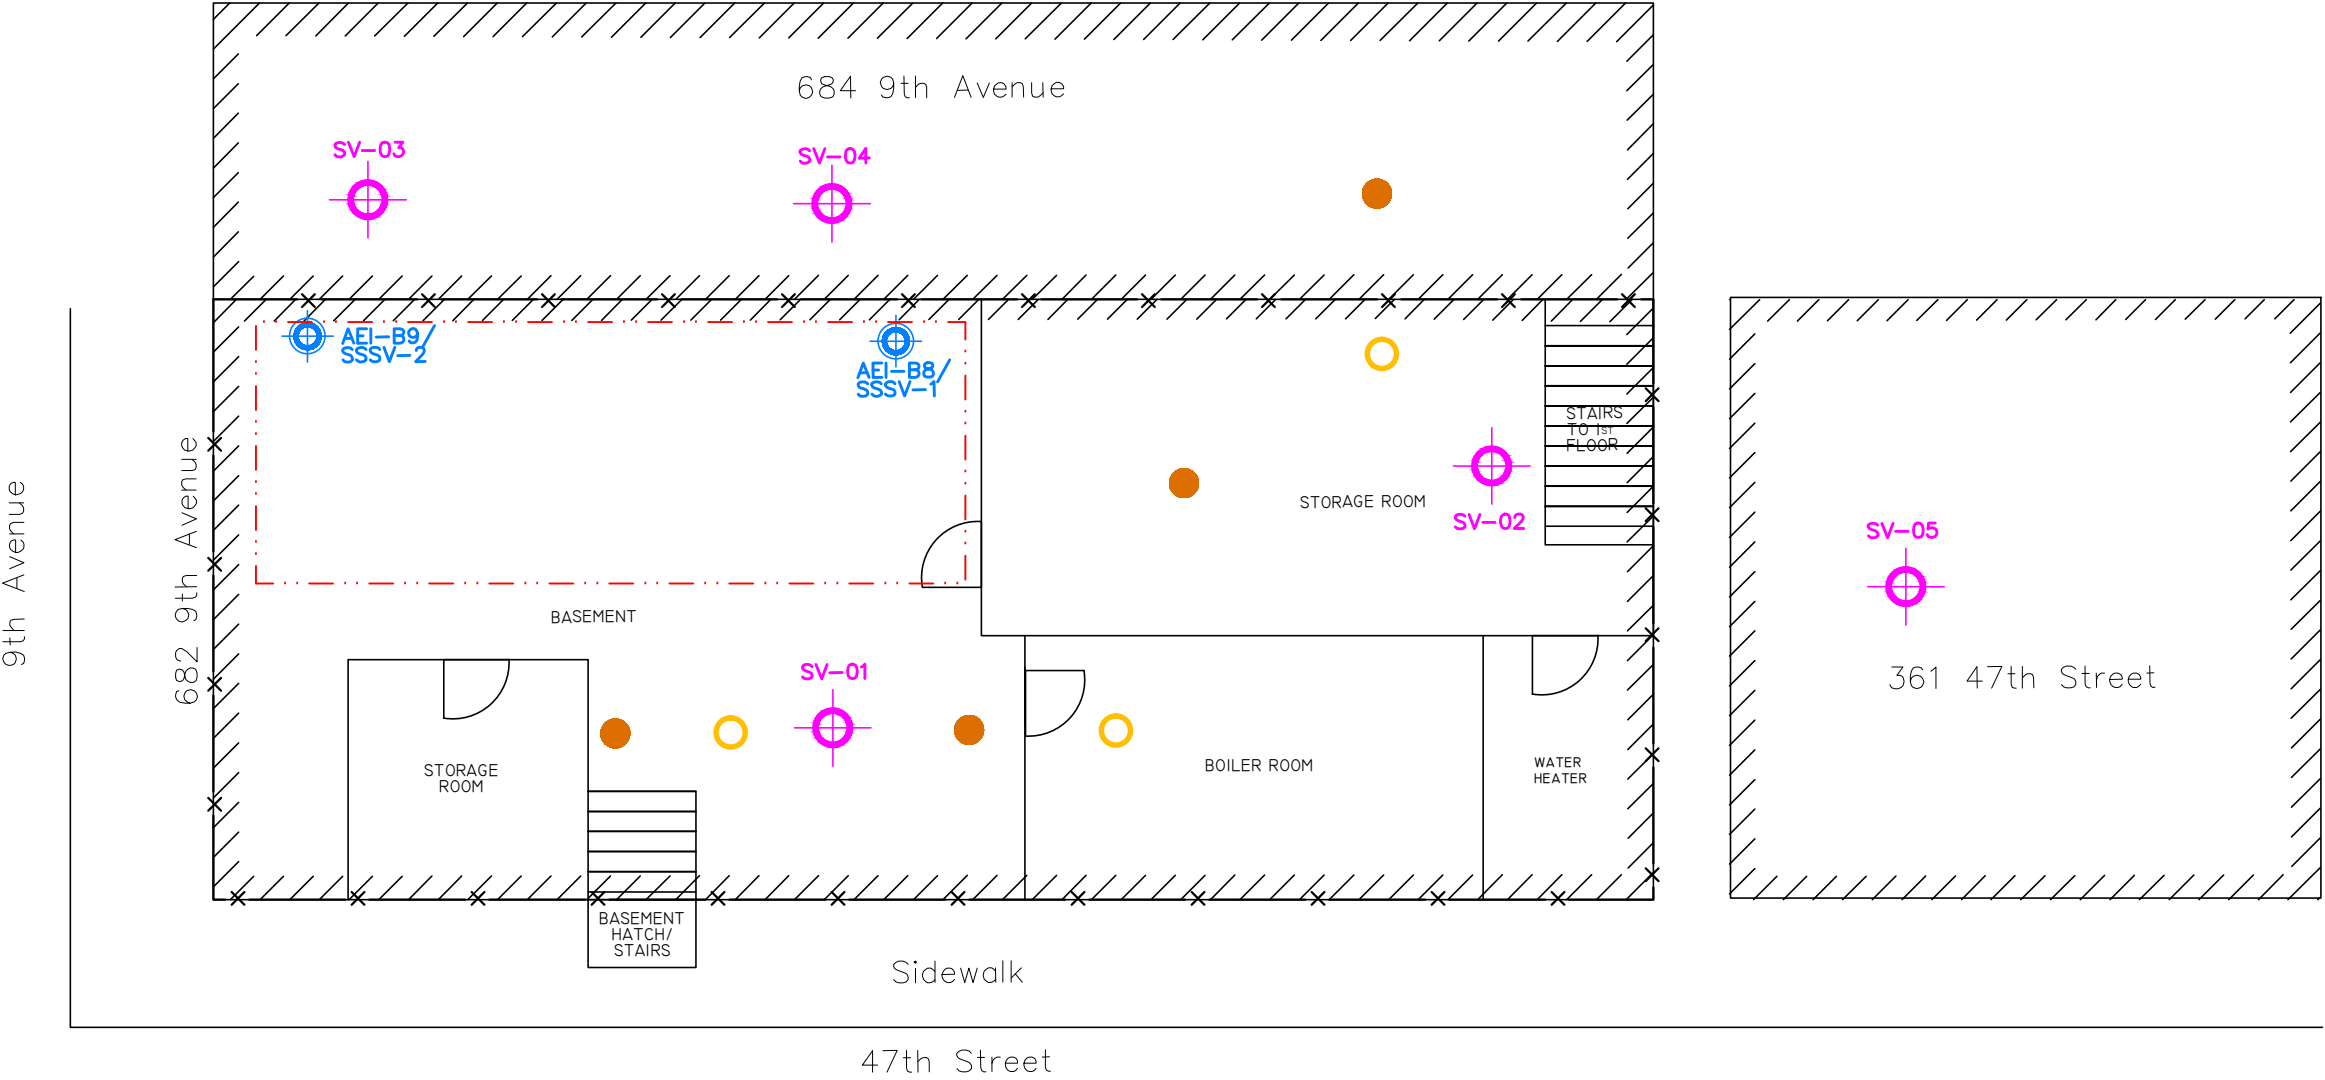 684 9th Avenue
SV-03
SV-04
AEI-B9/
SSSV-2
AEI-B8/
SSSV-1
STAIRS
TO 1ST
FLOOR
STORAGE ROOM
SV-02
SV-05
9th Avenue
682 9th Avenue
BASEMENT
SV-01
361 47th Street
STORAGE
ROOM
BOILER ROOM
WATER
HEATER
BASEMENT
HATCH/
STAIRS
Sidewalk
47th Street